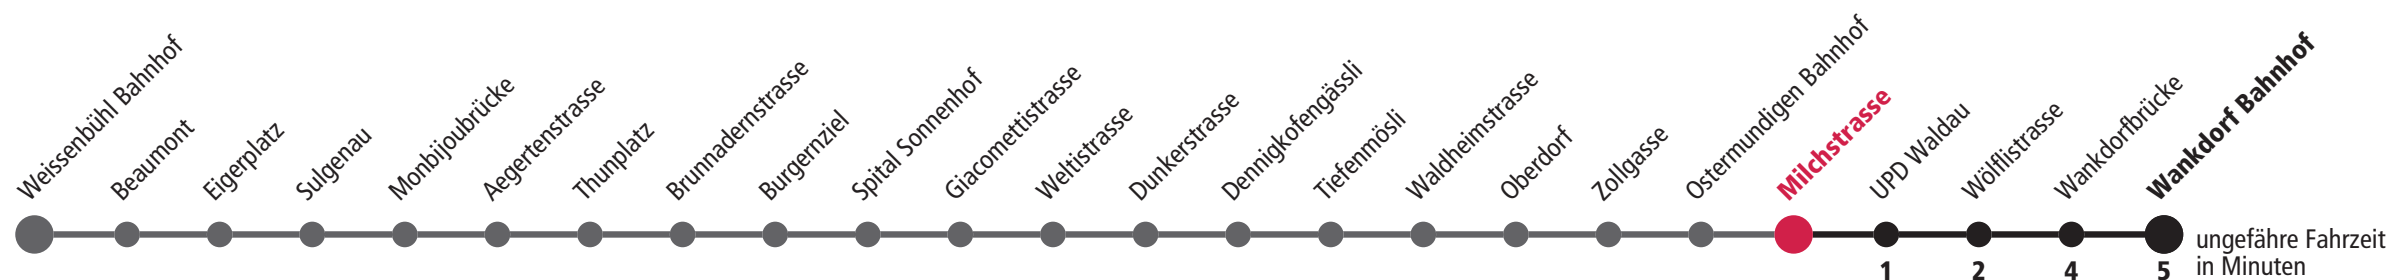 Weissenbühl Bahnhof
Beaumont
Eigerplatz
Sulgenau
Monbijoubrücke
Aegertenstrasse
Thunplatz
Brunnadernstrasse
Burgernziel
Spital Sonnenhof
Giacomettistrasse
Weltistrasse
Dunkerstrasse
Dennigkofengässli
Tiefenmösli
Waldheimstrasse
Oberdorf
Zollgasse
Ostermundigen Bahnhof
Milchstrasse
UPD Waldau
Wölflistrasse
Wankdorfbrücke
Wankdorf Bahnhof
1
2
4
5
ungefähre Fahrzeit
in Minuten